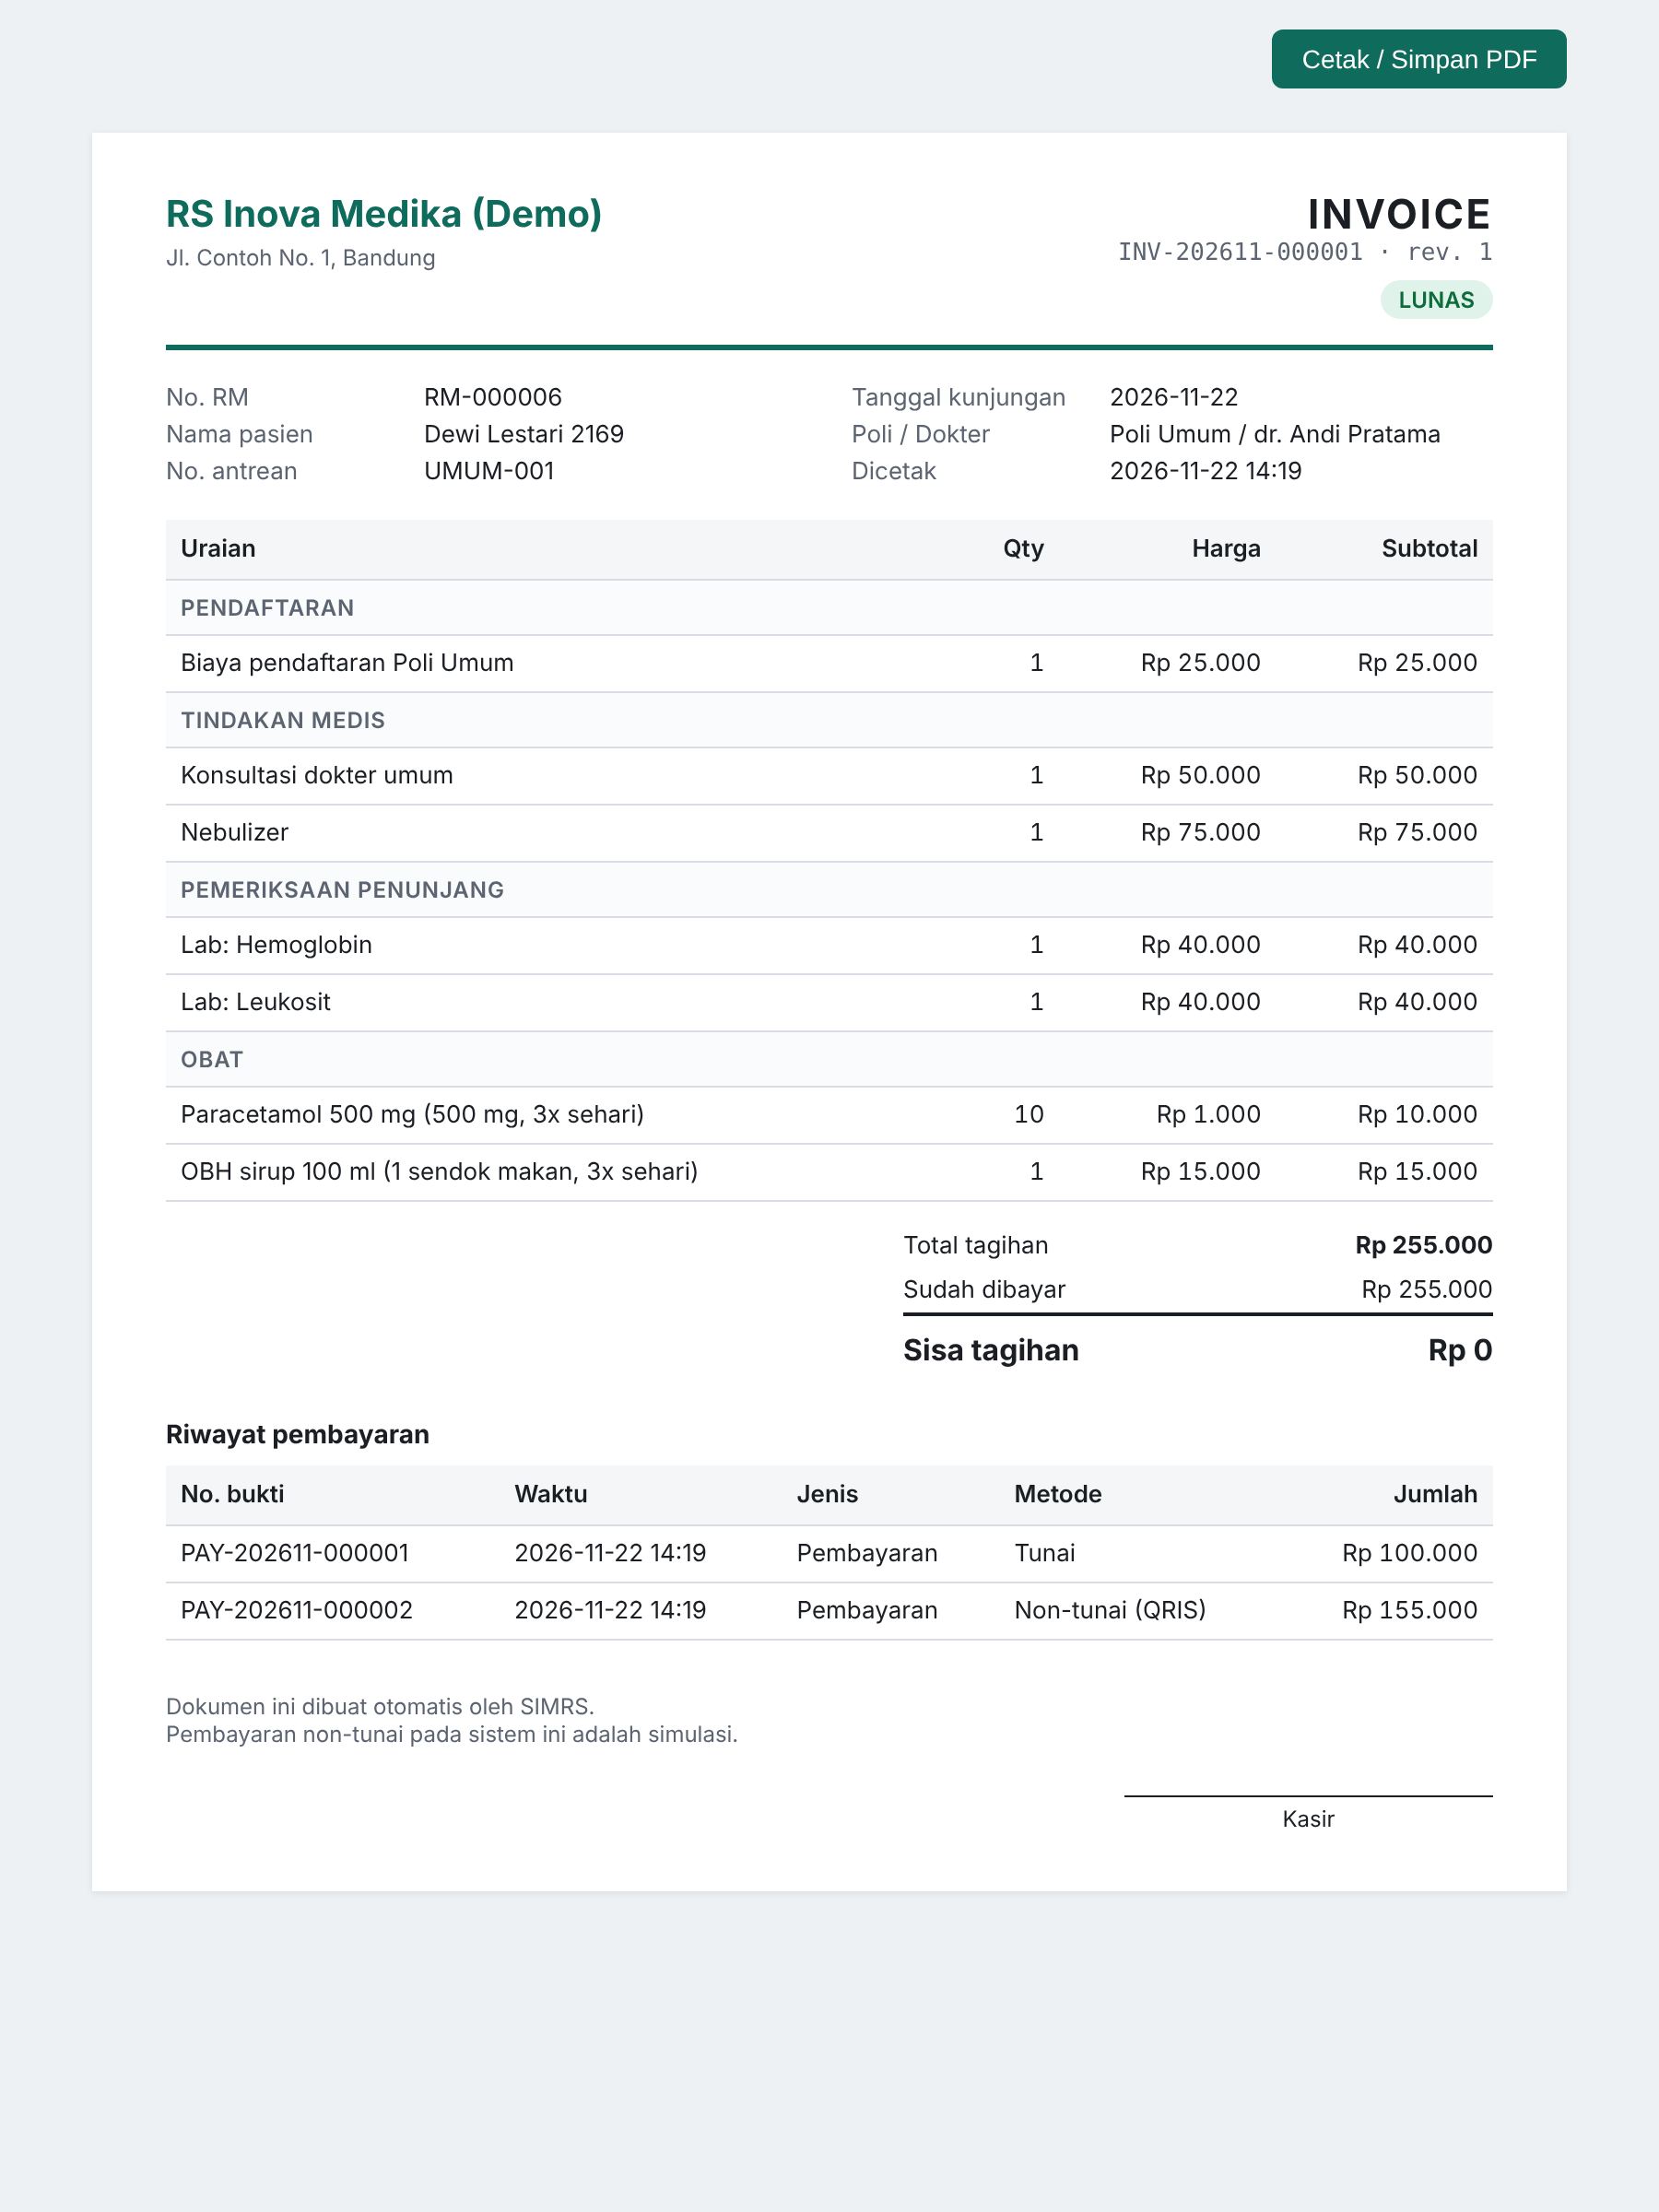 Cetak / Simpan PDF
RS Inova Medika (Demo)
Jl. Contoh No. 1, Bandung
INVOICE
INV-202611-000001 · rev. 1
LUNAS
No. RM RM-000006 Tanggal kunjungan 2026-11-22
Nama pasien Dewi Lestari 2169 Poli / Dokter Poli Umum / dr. Andi Pratama
No. antrean UMUM-001 Dicetak 2026-11-22 14:19
Uraian Qty Harga Subtotal
PENDAFTARAN
Biaya pendaftaran Poli Umum 1 Rp 25.000 Rp 25.000
TINDAKAN MEDIS
Konsultasi dokter umum 1 Rp 50.000 Rp 50.000
Nebulizer 1 Rp 75.000 Rp 75.000
PEMERIKSAAN PENUNJANG
Lab: Hemoglobin 1 Rp 40.000 Rp 40.000
Lab: Leukosit 1 Rp 40.000 Rp 40.000
OBAT
Paracetamol 500 mg (500 mg, 3x sehari) 10 Rp 1.000 Rp 10.000
OBH sirup 100 ml (1 sendok makan, 3x sehari) 1 Rp 15.000 Rp 15.000
Total tagihan Rp 255.000
Sudah dibayar Rp 255.000
Sisa tagihan Rp 0
Riwayat pembayaran
No. bukti Waktu Jenis Metode Jumlah
PAY-202611-000001 2026-11-22 14:19 Pembayaran Tunai Rp 100.000
PAY-202611-000002 2026-11-22 14:19 Pembayaran Non-tunai (QRIS) Rp 155.000
Dokumen ini dibuat otomatis oleh SIMRS.
Pembayaran non-tunai pada sistem ini adalah simulasi.
Kasir